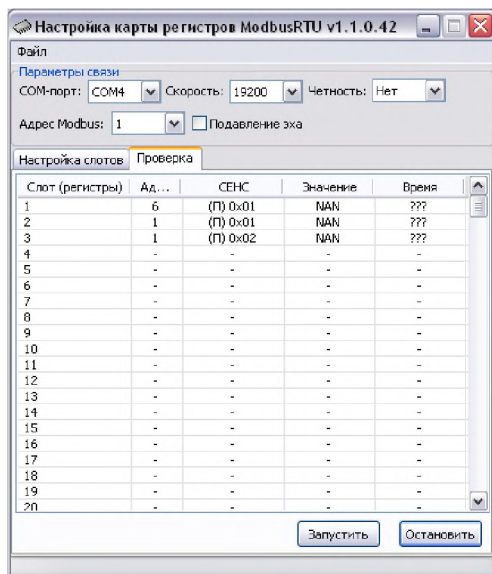 Настройка карты регистров ModbusRTU v1.1.0.42
Файл
Параметры связи
COM-порт: COM4 Скорость: 19200 Четность: Нет
Адрес Modbus: 1 Подавление эха
Настройка слотов Проверка
Слот (регистры) Ад... СЕНС Значение Время
1 6 (П) 0x01 NAN ???
2 1 (П) 0x01 NAN ???
3 1 (П) 0x02 NAN ???
4 - - - -
5 - - - -
6 - - - -
7 - - - -
8 - - - -
9 - - - -
10 - - - -
11 - - - -
12 - - - -
13 - - - -
14 - - - -
15 - - - -
16 - - - -
17 - - - -
18 - - - -
19 - - - -
20 - - - -
Запустить Остановить